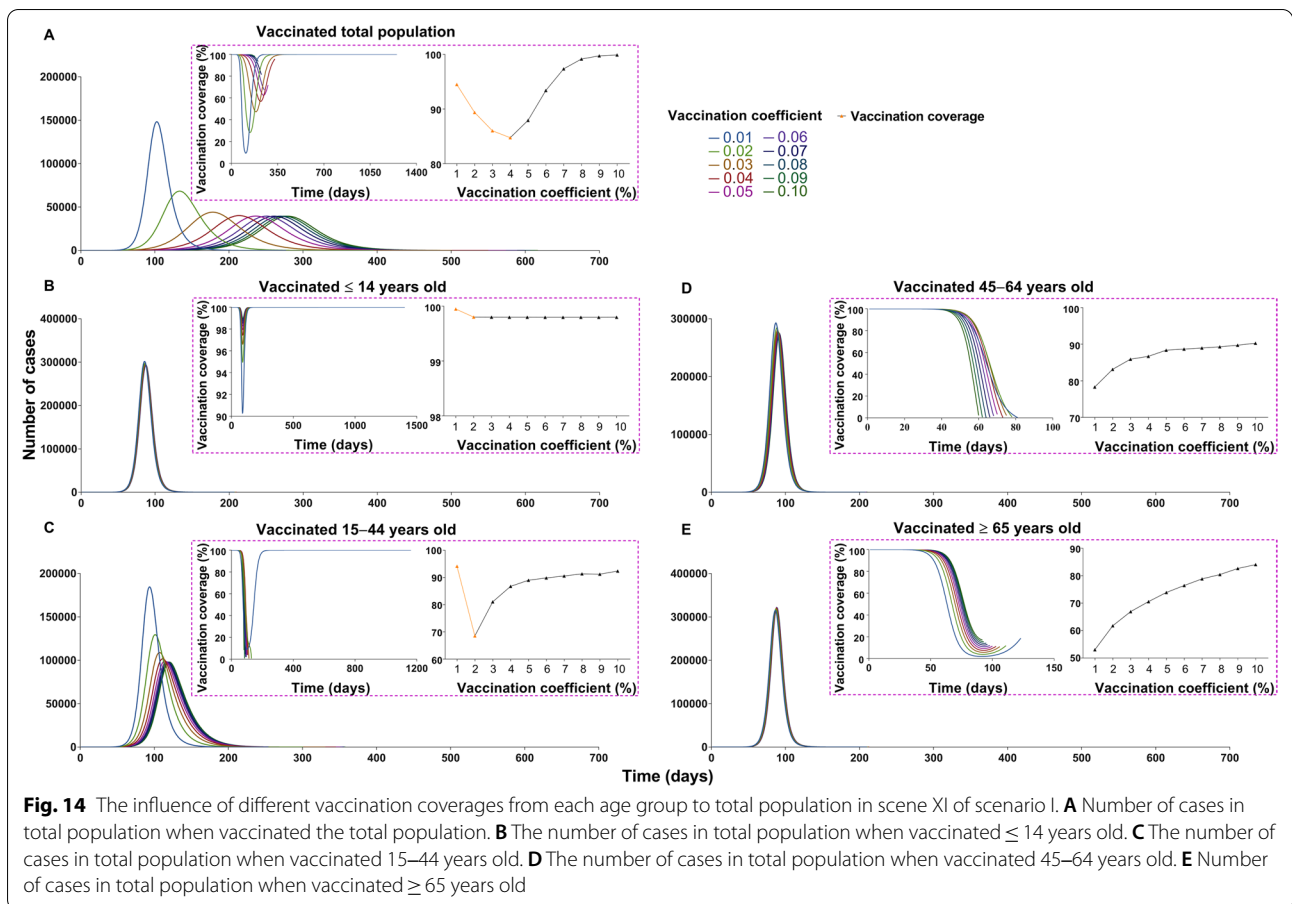 A
Vaccinated total population
Vaccination coverage (%)
100
80
60
40
20
0
0 350 700 1050 1400
Time (days)
100
90
80
1 2 3 4 5 6 7 8 9 10
Vaccination coefficient (%)
200000
150000
100000
50000
0
0 100 200 300 400 500 600 700
Vaccination coefficient
Vaccination coverage
0.01 0.06
0.02 0.07
0.03 0.08
0.04 0.09
0.05 0.10
B
Vaccinated ≤ 14 years old
Vaccination coverage (%)
100
99
98
97
96
95
94
93
92
91
90
0 500 1000 1500
Time (days)
100
99
98
1 2 3 4 5 6 7 8 9 10
Vaccination coefficient (%)
400000
300000
200000
100000
0
0 100 200 300 400 500 600 700
D
Vaccinated 45–64 years old
Vaccination coverage (%)
100
80
60
40
20
0
0 20 40 60 80 100
Time (days)
100
90
80
70
1 2 3 4 5 6 7 8 9 10
Vaccination coefficient (%)
300000
200000
100000
0
0 100 200 300 400 500 600 700
Number of cases
C
Vaccinated 15–44 years old
Vaccination coverage (%)
100
80
60
40
20
0
0 400 800 1200
Time (days)
100
90
80
70
60
1 2 3 4 5 6 7 8 9 10
Vaccination coefficient (%)
200000
150000
100000
50000
0
0 100 200 300 400 500 600 700
E
Vaccinated ≥ 65 years old
Vaccination coverage (%)
100
80
60
40
20
0
0 50 100 150
Time (days)
90
80
70
60
50
1 2 3 4 5 6 7 8 9 10
Vaccination coefficient (%)
400000
300000
200000
100000
0
0 100 200 300 400 500 600 700
Time (days)
Fig. 14 The influence of different vaccination coverages from each age group to total population in scene XI of scenario I. A Number of cases in
total population when vaccinated the total population. B The number of cases in total population when vaccinated ≤ 14 years old. C The number of
cases in total population when vaccinated 15–44 years old. D The number of cases in total population when vaccinated 45–64 years old. E Number
of cases in total population when vaccinated ≥ 65 years old